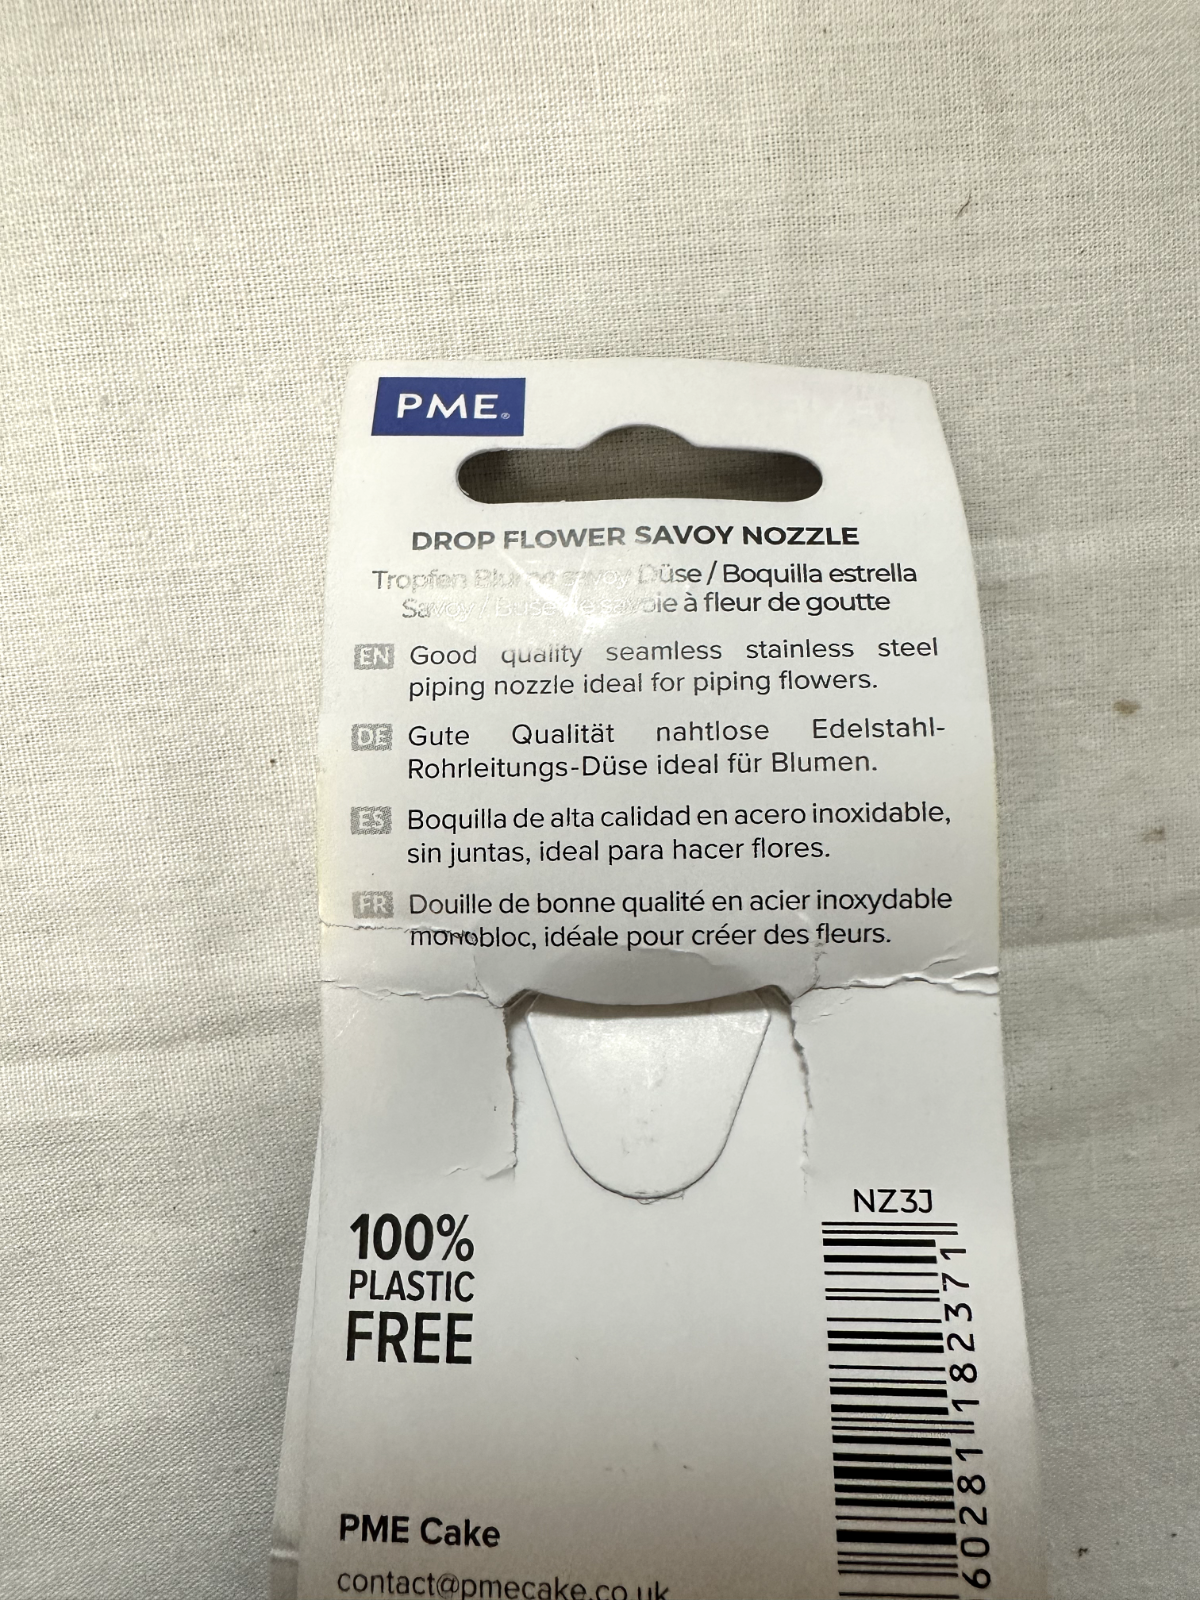 PME®
DROP FLOWER SAVOY NOZZLE
Tropfen Blumen savoy Düse / Boquilla estrella
Savoy / Buse de savoie à fleur de goutte
EN Good quality seamless stainless steel
piping nozzle ideal for piping flowers.
DE Gute Qualität nahtlose Edelstahl-
Rohrleitungs-Düse ideal für Blumen.
ES Boquilla de alta calidad en acero inoxidable,
sin juntas, ideal para hacer flores.
FR Douille de bonne qualité en acier inoxydable
monobloc, idéale pour créer des fleurs.
NZ3J
100%
PLASTIC
FREE
60281 182371
PME Cake
contact@pmecake.co.uk